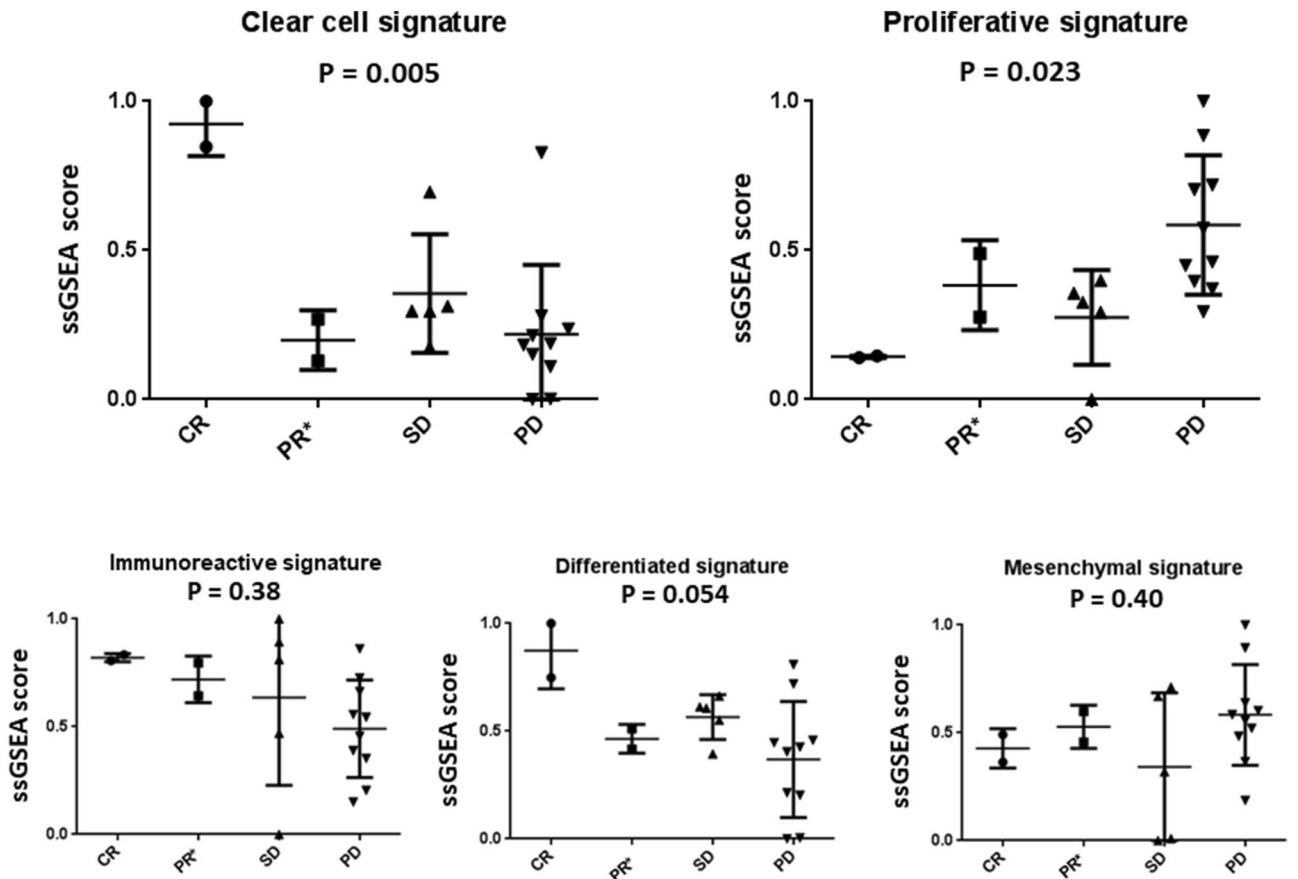 Clear cell signature
P = 0.005
ssGSEA score
1.0
0.5
0.0
CR
PR*
SD
PD
Proliferative signature
P = 0.023
ssGSEA score
1.0
0.5
0.0
CR
PR*
SD
PD
Immunoreactive signature
P = 0.38
ssGSEA score
1.0
0.5
0.0
CR
PR*
SD
PD
Differentiated signature
P = 0.054
ssGSEA score
1.0
0.5
0.0
CR
PR*
SD
PD
Mesenchymal signature
P = 0.40
ssGSEA score
1.0
0.5
0.0
CR
PR*
SD
PD